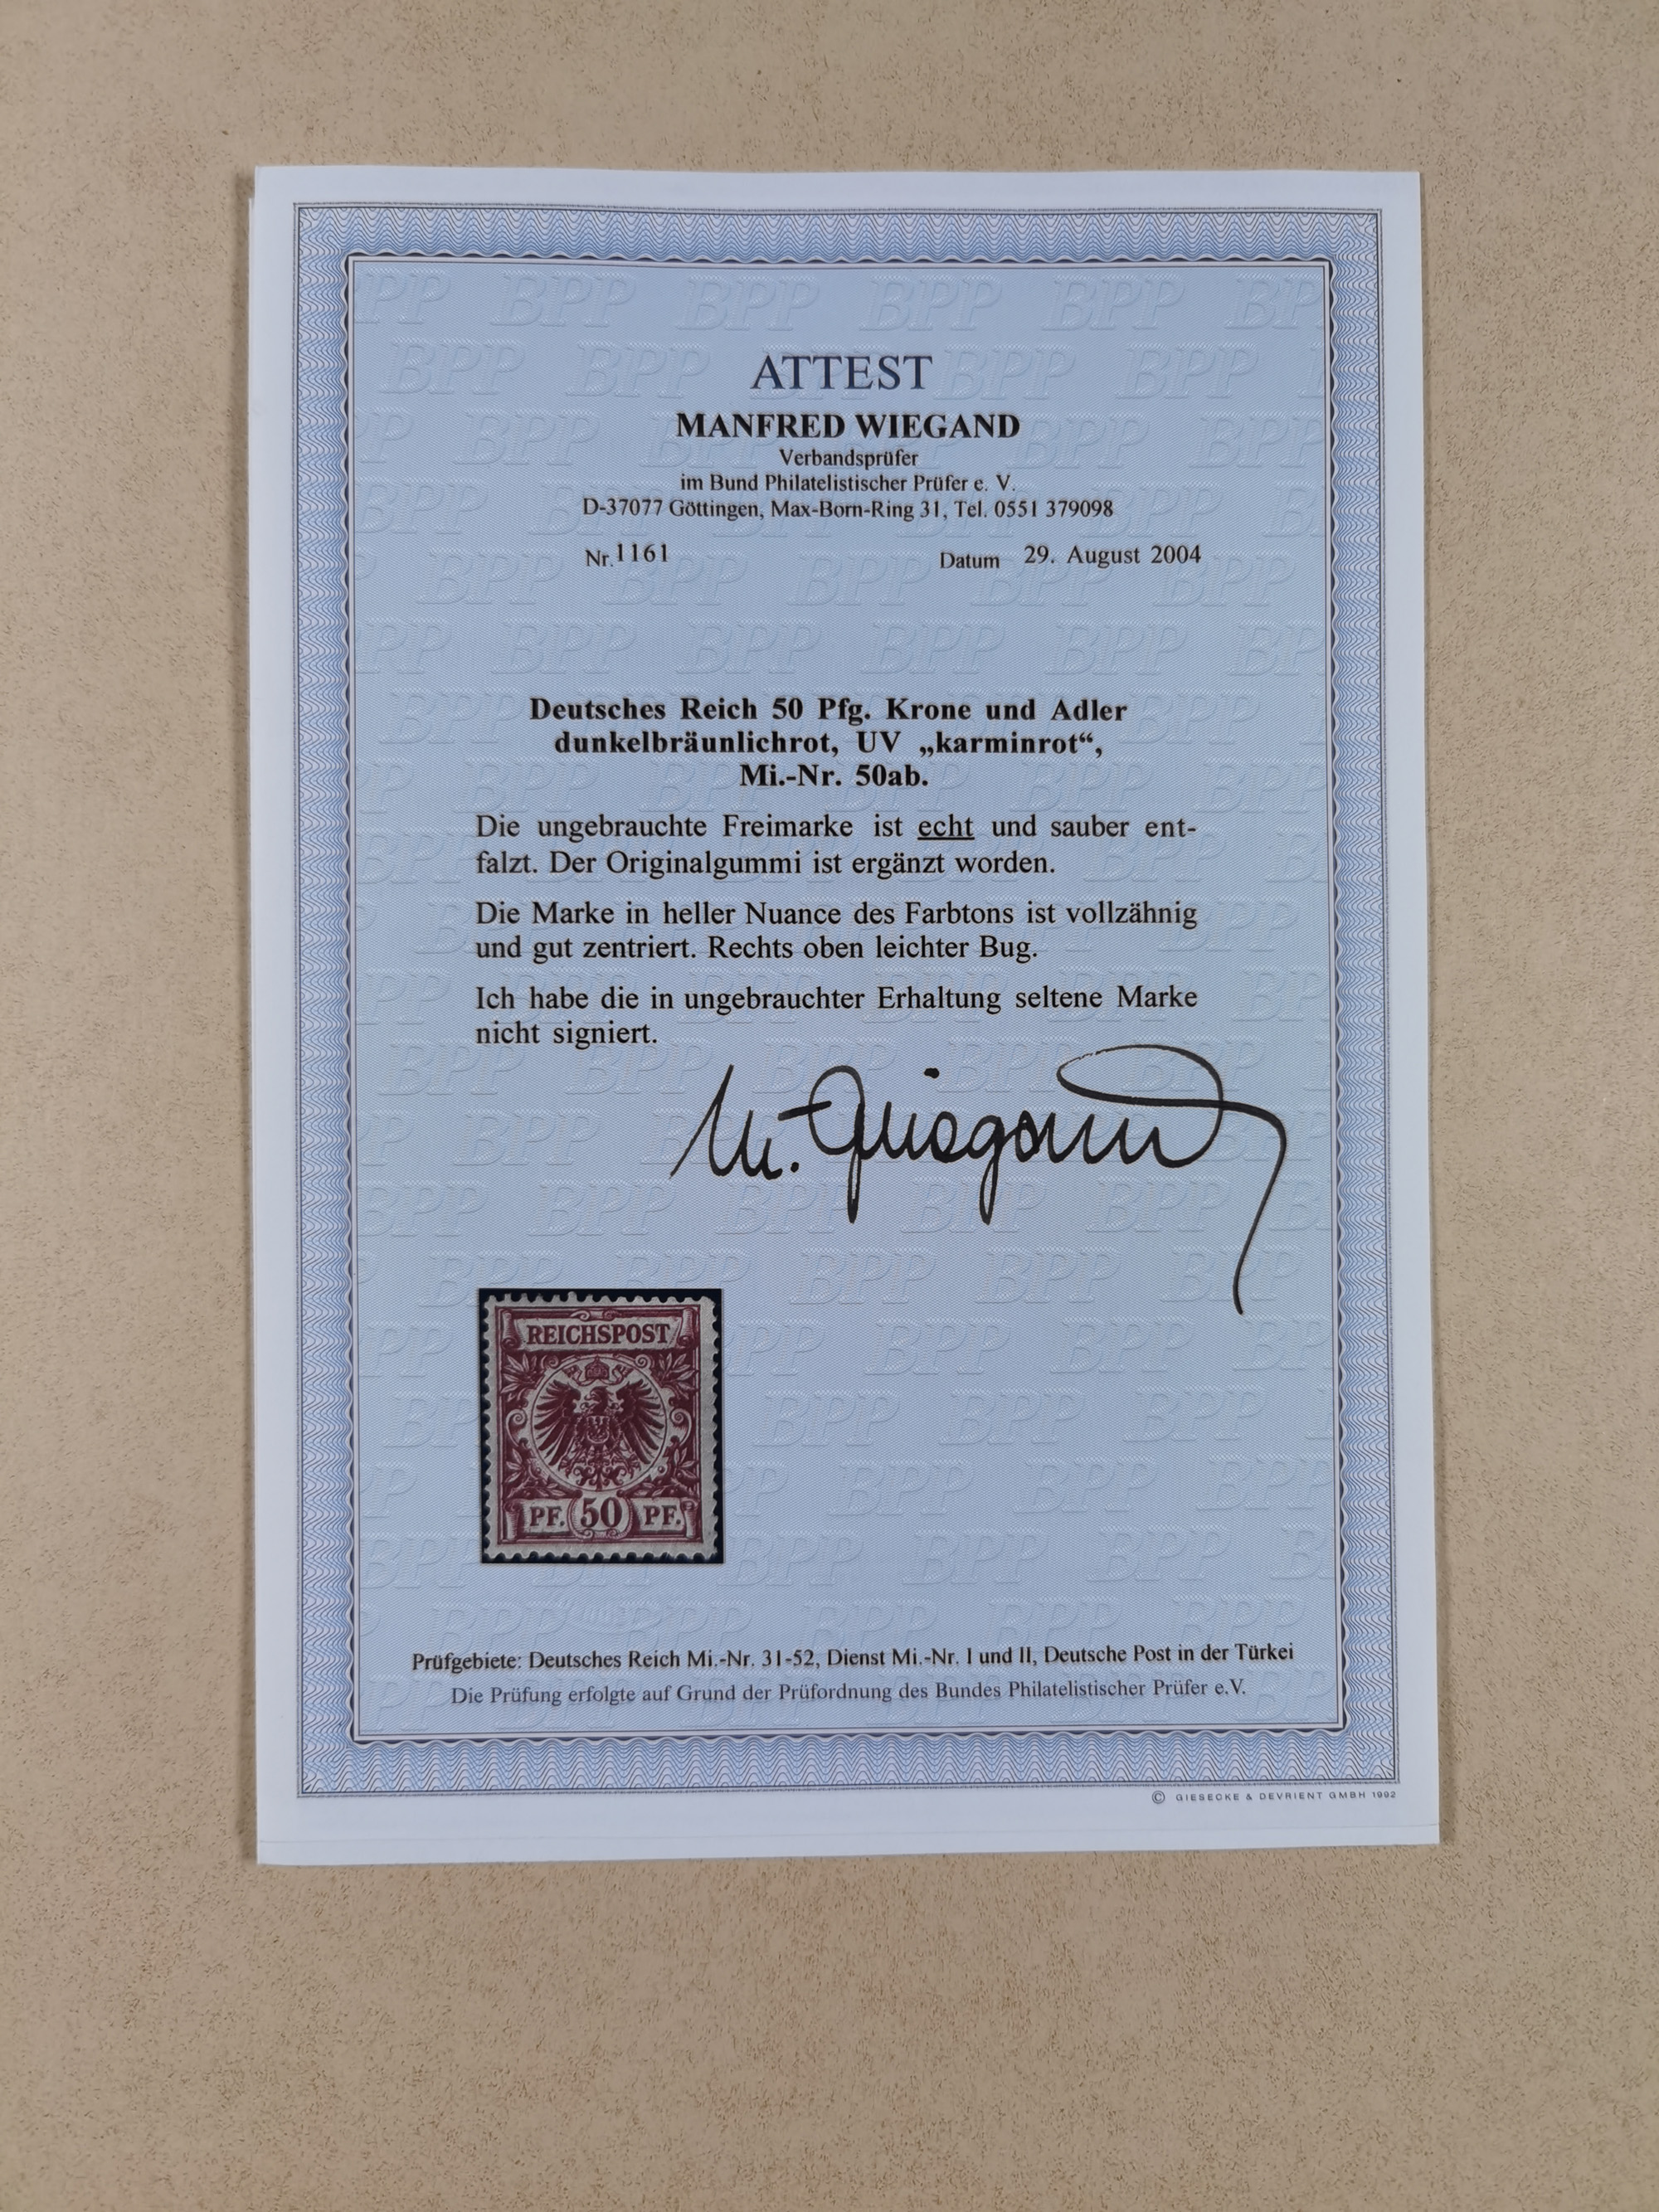 ATTEST
MANFRED WIEGAND
Verbandsprüfer
im Bund Philatelistischer Prüfer e. V.
D-37077 Göttingen, Max-Born-Ring 31, Tel. 0551 379098
Nr. 1161 Datum 29. August 2004
Deutsches Reich 50 Pfg. Krone und Adler
dunkelbräunlichrot, UV „karminrot“,
Mi.-Nr. 50ab.
Die ungebrauchte Freimarke ist echt und sauber ent-
falzt. Der Originalgummi ist ergänzt worden.
Die Marke in heller Nuance des Farbtons ist vollzähnig
und gut zentriert. Rechts oben leichter Bug.
Ich habe die in ungebrauchter Erhaltung seltene Marke
nicht signiert.
M. Wiegand
REICHSPOST
PF. 50 PF.
Prüfgebiete: Deutsches Reich Mi.-Nr. 31-52, Dienst Mi.-Nr. I und II, Deutsche Post in der Türkei
Die Prüfung erfolgte auf Grund der Prüfordnung des Bundes Philatelistischer Prüfer e.V.
© GIESECKE & DEVRIENT GMBH 1992